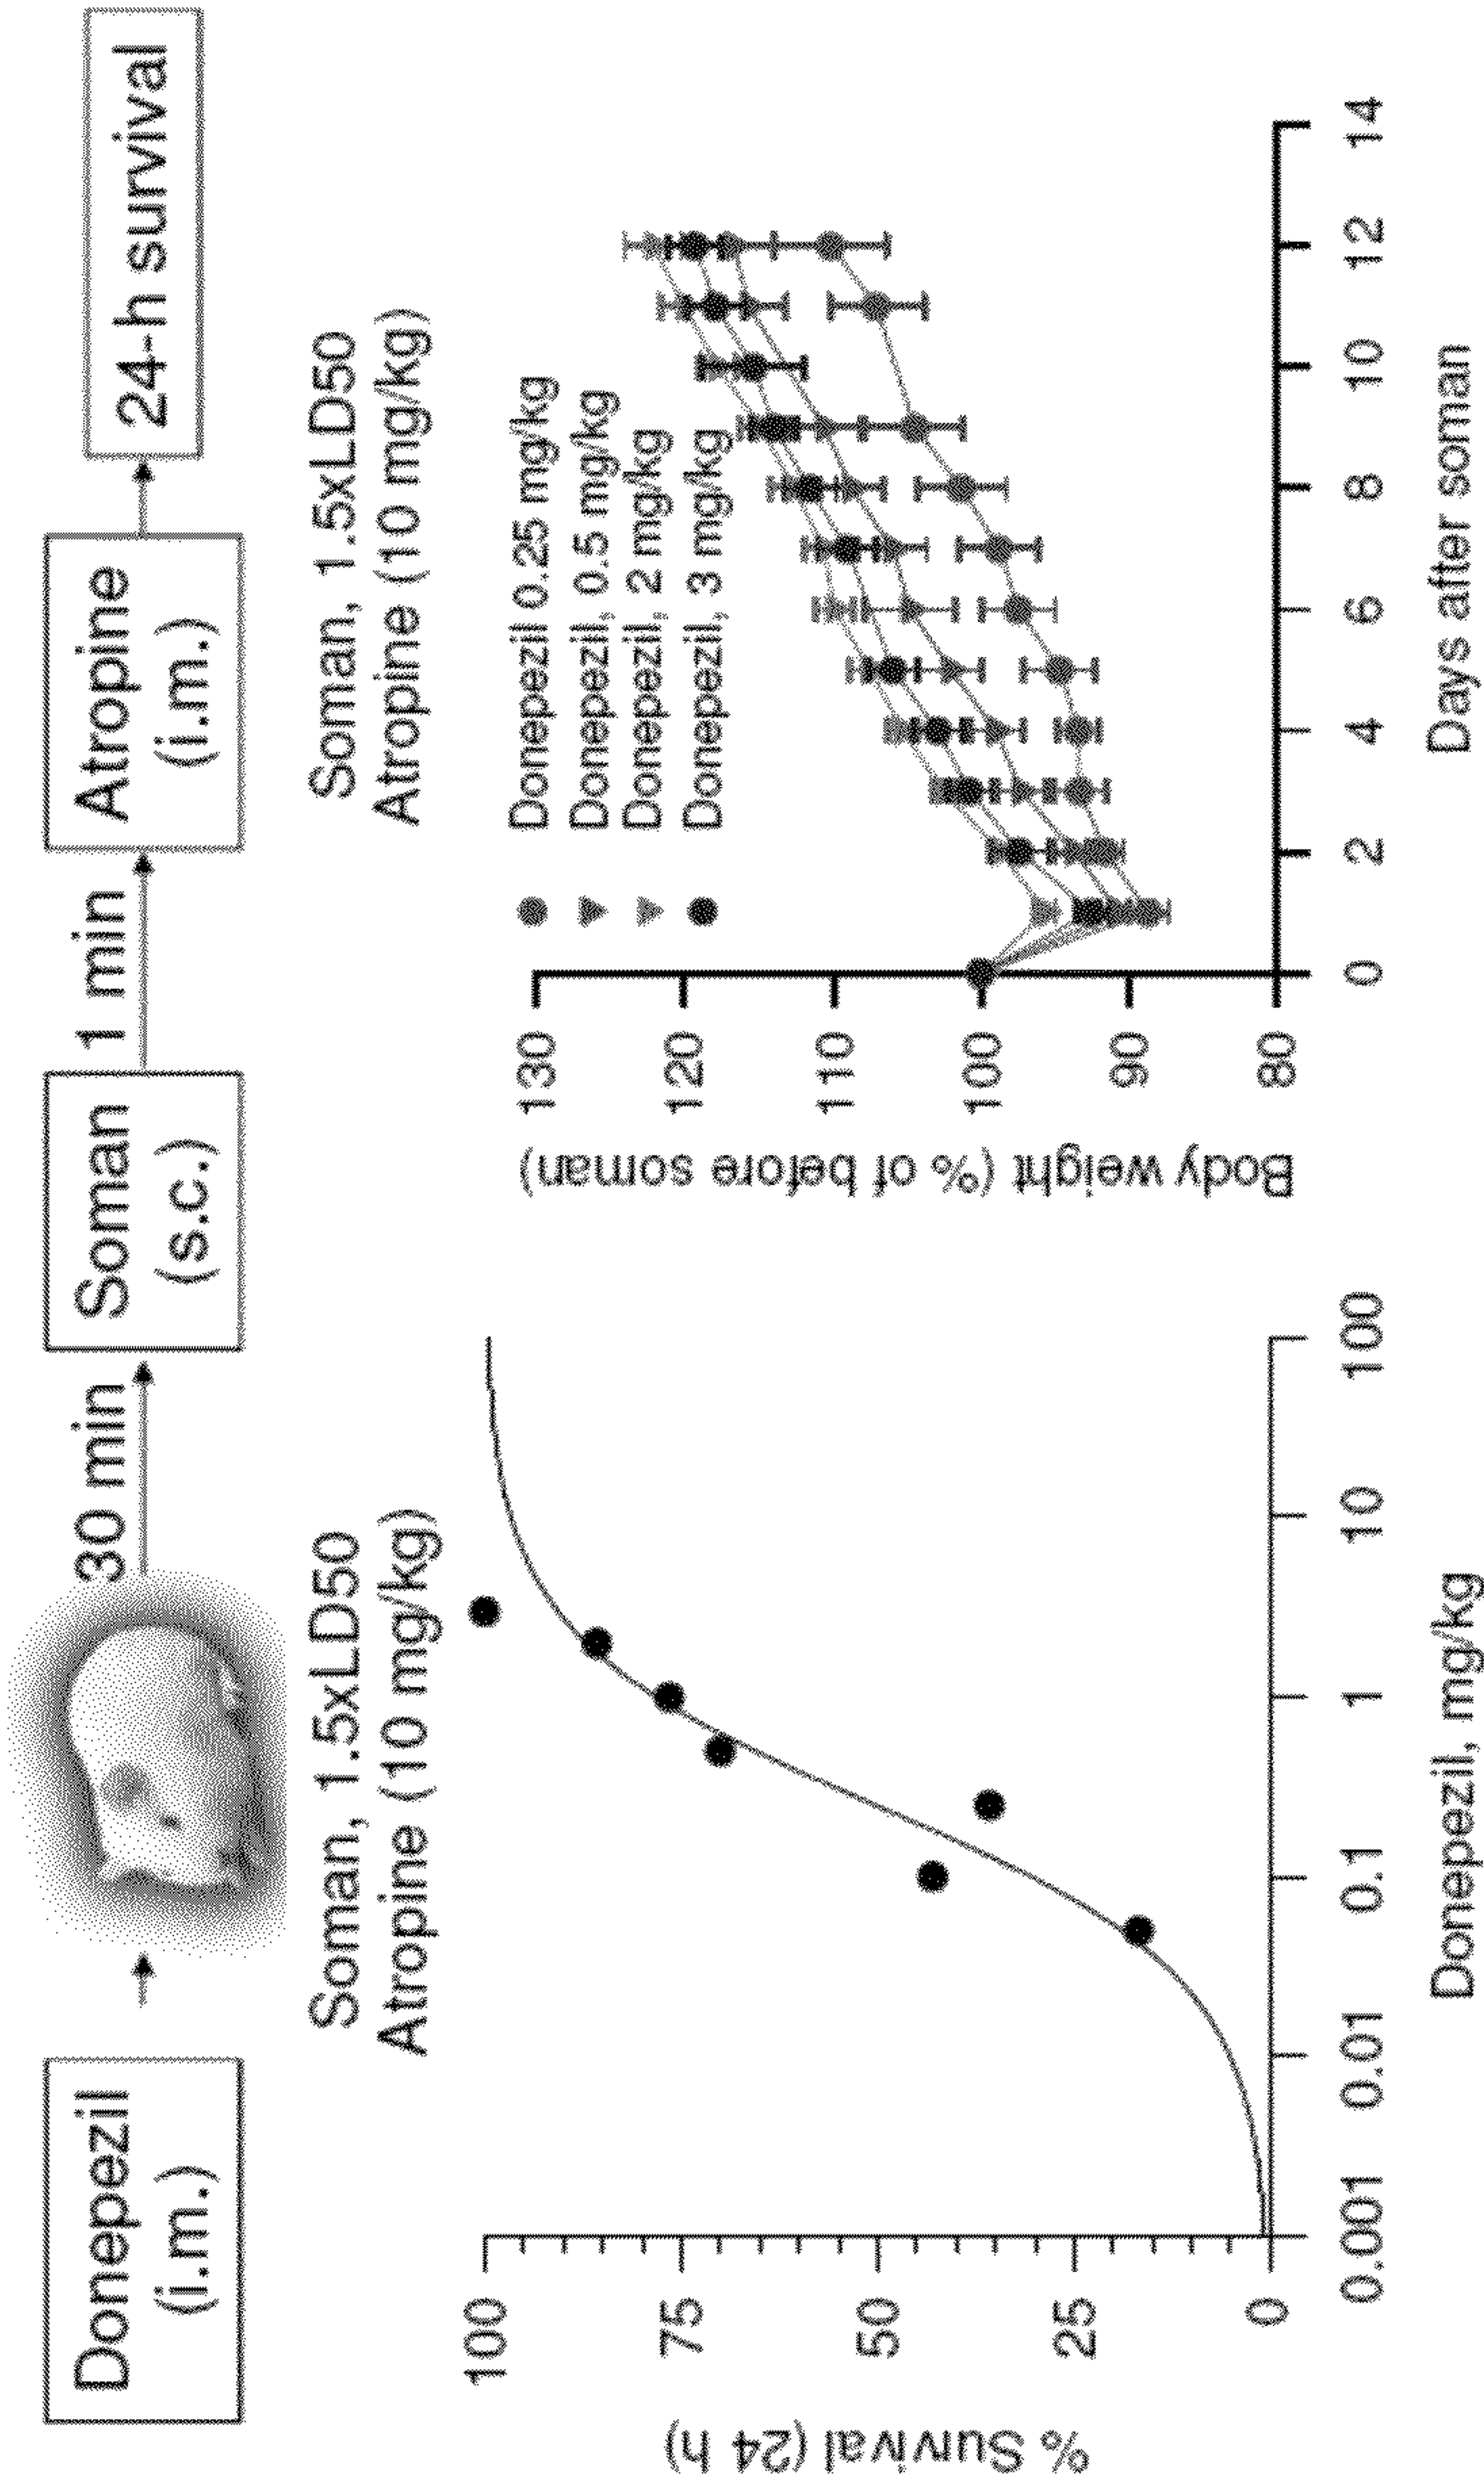 Donepezil
(i.m.)
30 min
Soman
(s.c.)
1 min
Atropine
(i.m.)
24-h survival
Soman, 1.5xLD50
Atropine (10 mg/kg)
% Survival (24 h)
100
75
50
25
0
0.001
0.01
0.1
1
10
100
Donepezil, mg/kg
Soman, 1.5xLD50
Atropine (10 mg/kg)
Donepezil 0.25 mg/kg
Donepezil, 0.5 mg/kg
Donepezil, 2 mg/kg
Donepezil, 3 mg/kg
Body weight (% of before soman)
130
120
110
100
90
80
0
2
4
6
8
10
12
14
Days after soman